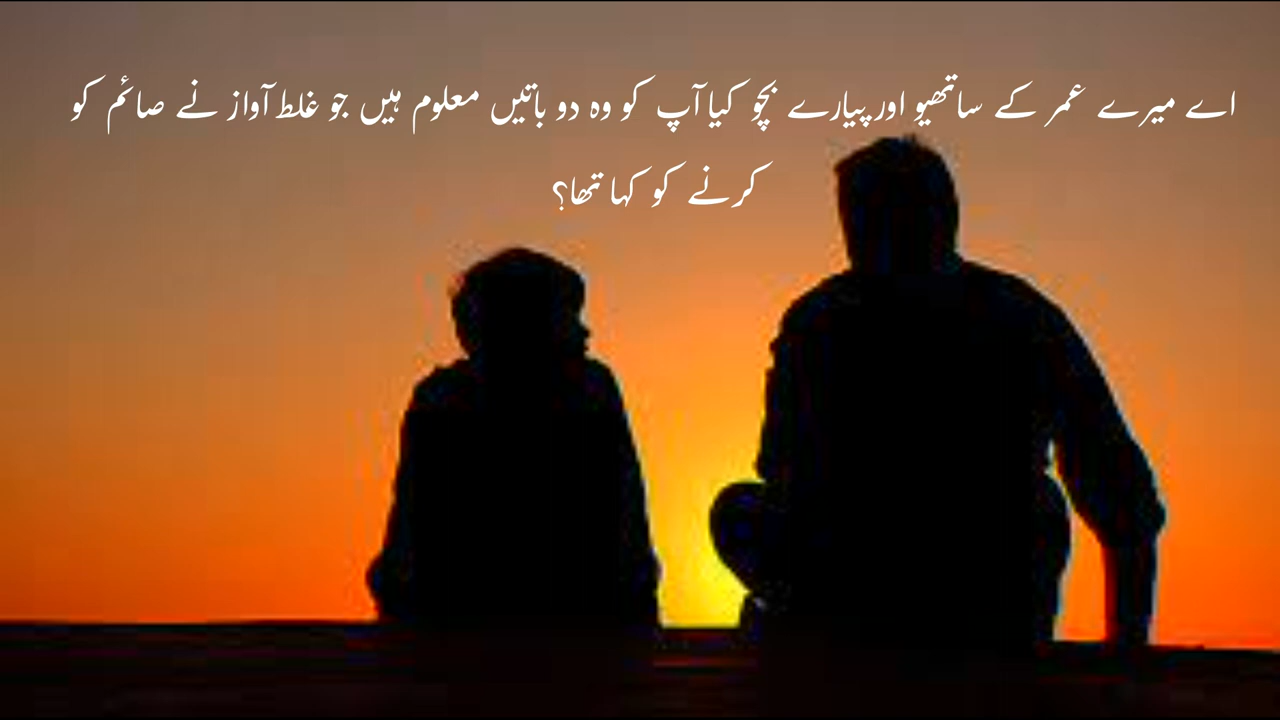 اے میرے عمر کے ساتھیو اور پیارے بچو کیا آپ کو وہ دو باتیں معلوم ہیں جو غلط آواز نے صائم کو
کرنے کو کہا تھا؟